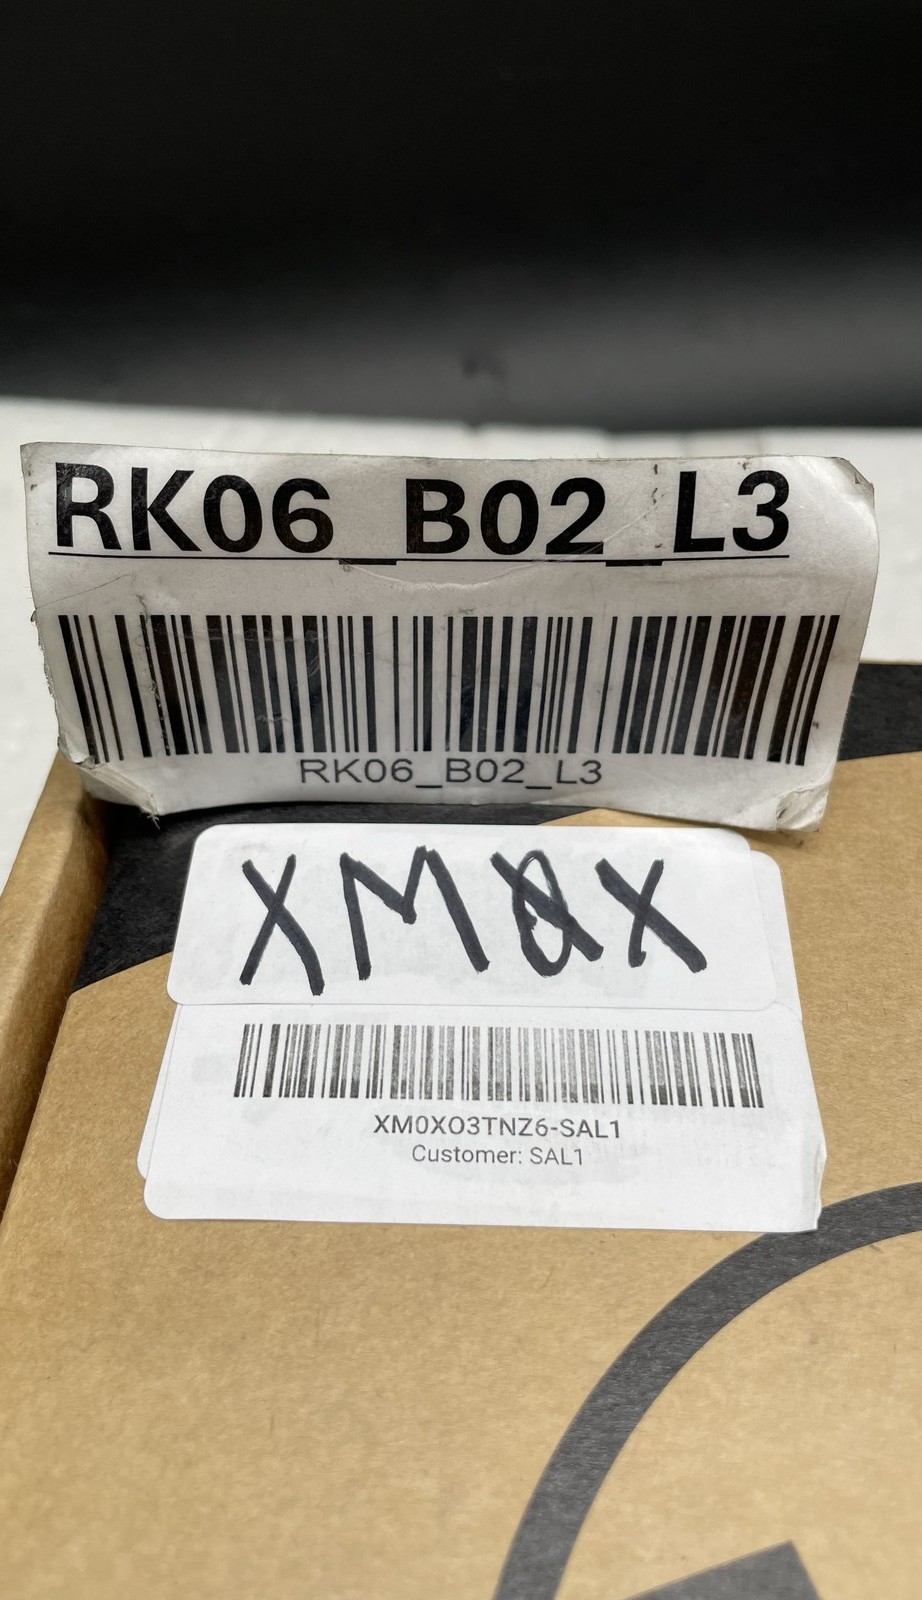 RK06_B02_L3
RK06_B02_L3
XM0X
XM0XO3TNZ6-SAL1
Customer: SAL1